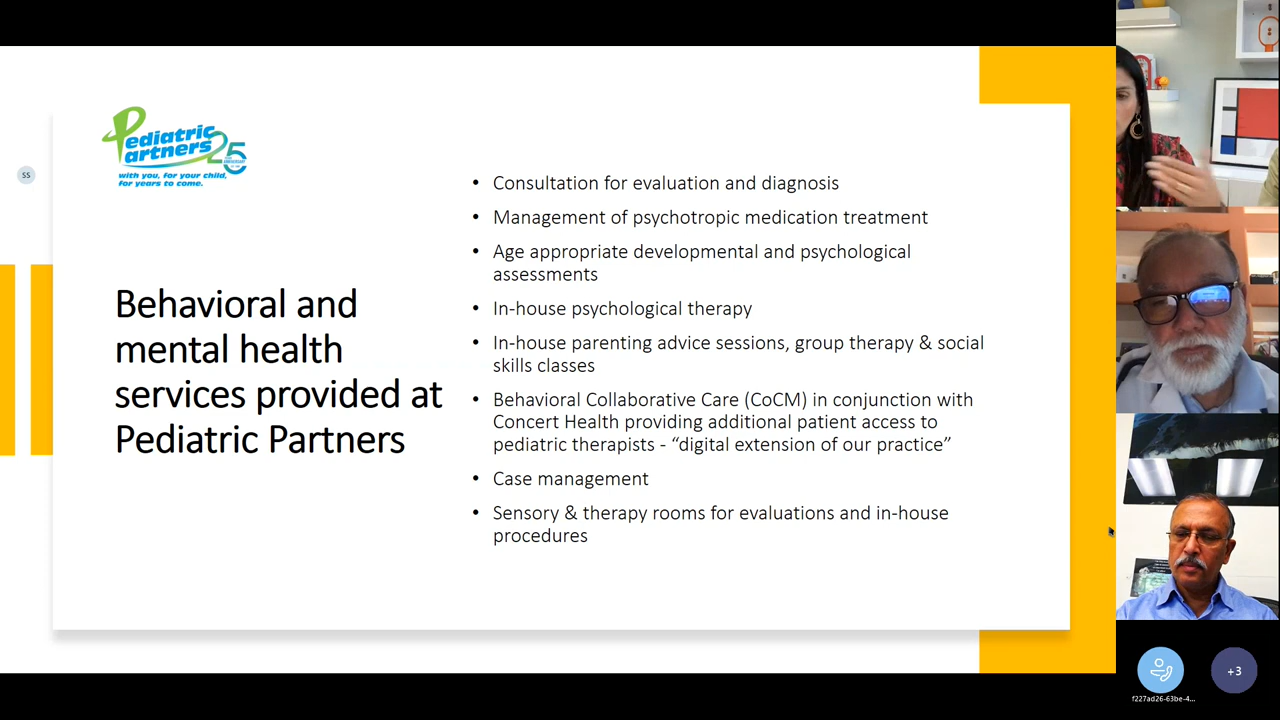 SS
Pediatric
Partners 25
with you, for your child,
for years to come.
Behavioral and
mental health
services provided at
Pediatric Partners
• Consultation for evaluation and diagnosis
• Management of psychotropic medication treatment
• Age appropriate developmental and psychological
assessments
• In-house psychological therapy
• In-house parenting advice sessions, group therapy & social
skills classes
• Behavioral Collaborative Care (CoCM) in conjunction with
Concert Health providing additional patient access to
pediatric therapists - “digital extension of our practice”
• Case management
• Sensory & therapy rooms for evaluations and in-house
procedures
+3
f227ad26-63be-4...